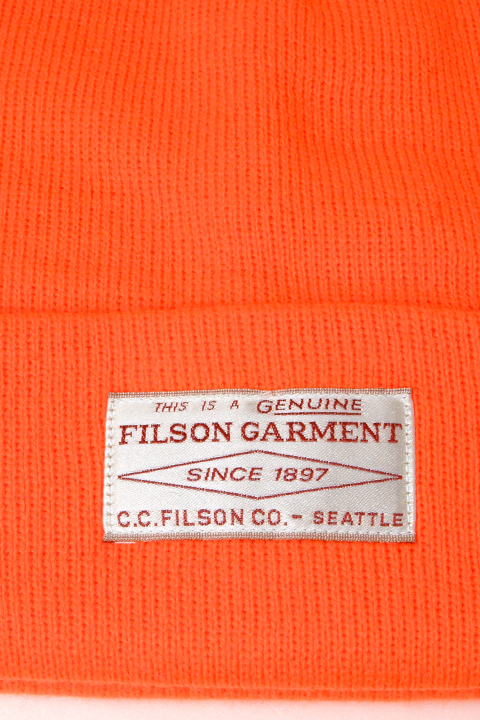 THIS IS A GENUINE
FILSON GARMENT
SINCE 1897
C.C.FILSON CO.- SEATTLE